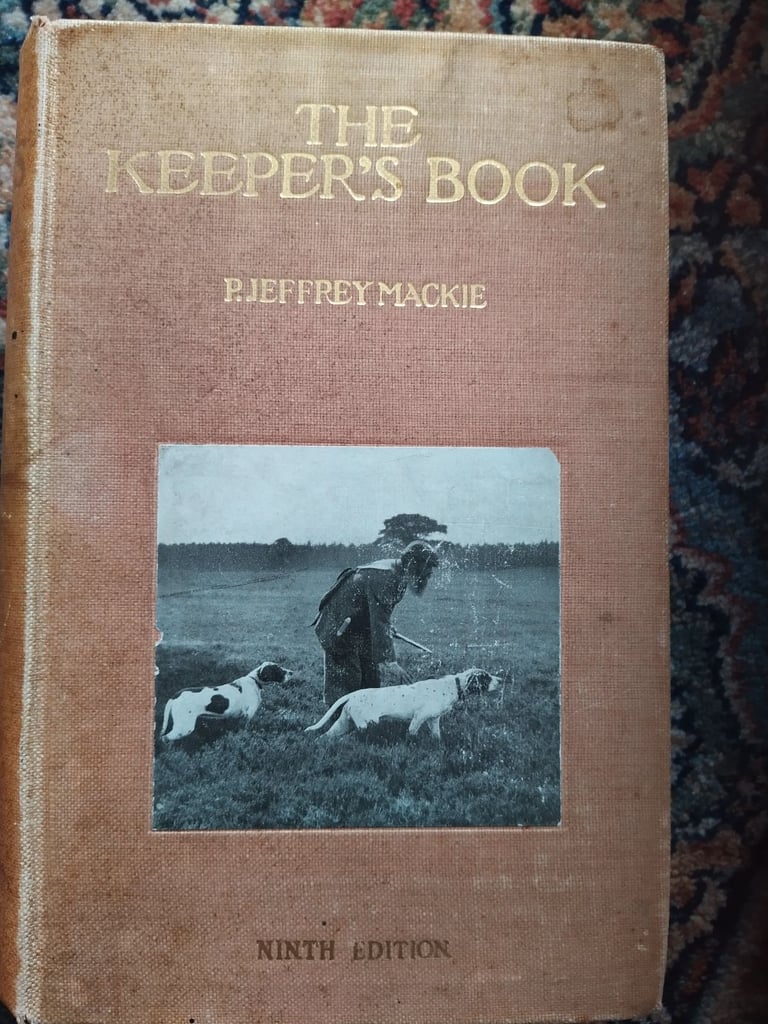 THE
KEEPER'S BOOK
P. JEFFREY MACKIE
NINTH EDITION